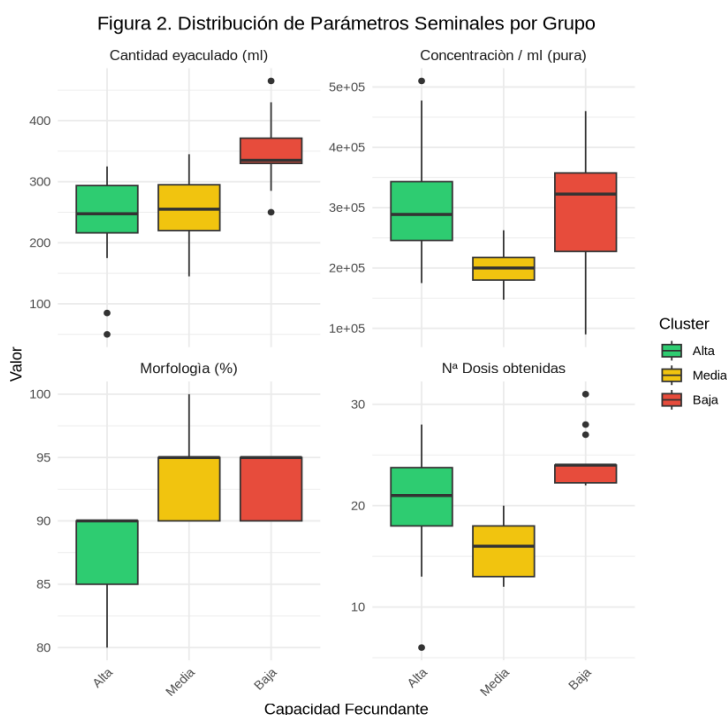 Figura 2. Distribución de Parámetros Seminales por Grupo
Cantidad eyaculado (ml)
Concentraciòn / ml (pura)
400
300
200
100
5e+05
4e+05
3e+05
2e+05
1e+05
Valor
Morfologìa (%)
Nª Dosis obtenidas
100
95
90
85
80
30
20
10
Alta
Media
Baja
Alta
Media
Baja
Capacidad Fecundante
Cluster
Alta
Media
Baja